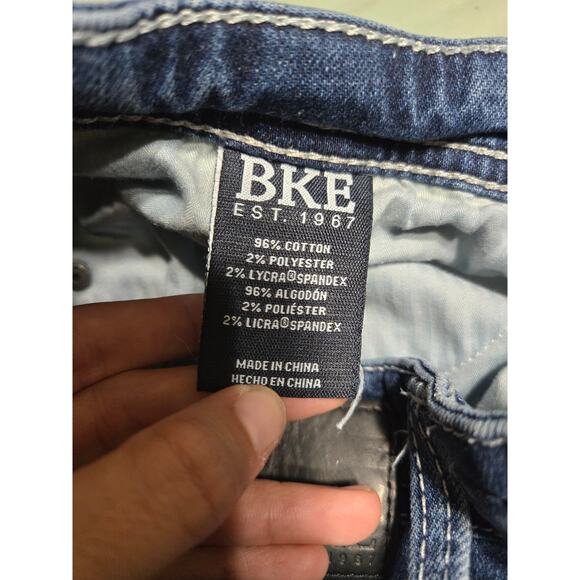 BKE
EST. 1967
96% COTTON
2% POLYESTER
2% LYCRA®SPANDEX
96% ALGODÓN
2% POLIÉSTER
2% LICRA®SPANDEX
MADE IN CHINA
HECHO EN CHINA